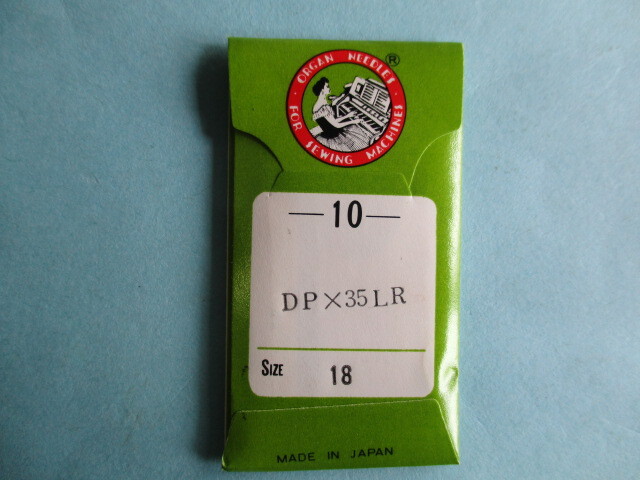 ORGAN NEEDLES ®
FOR SEWING MACHINES
—10—
DP×35LR
SIZE 18
MADE IN JAPAN